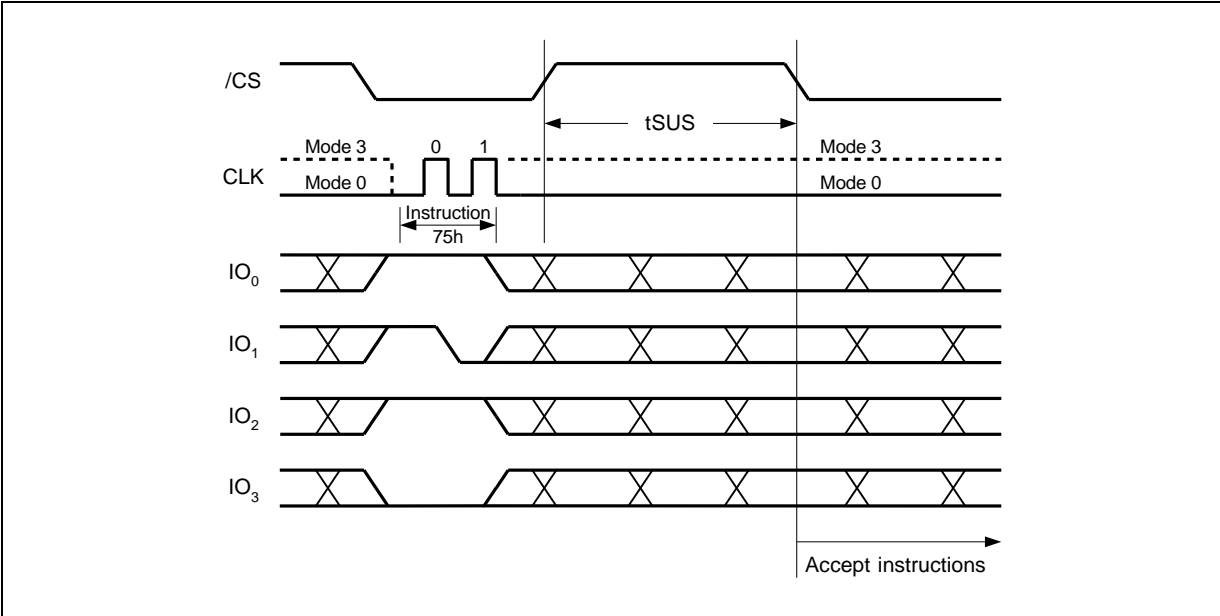 /CS
tSUS
Mode 3 0 1 Mode 3
CLK
Mode 0 Mode 0
Instruction
75h
IO0
IO1
IO2
IO3
Accept instructions